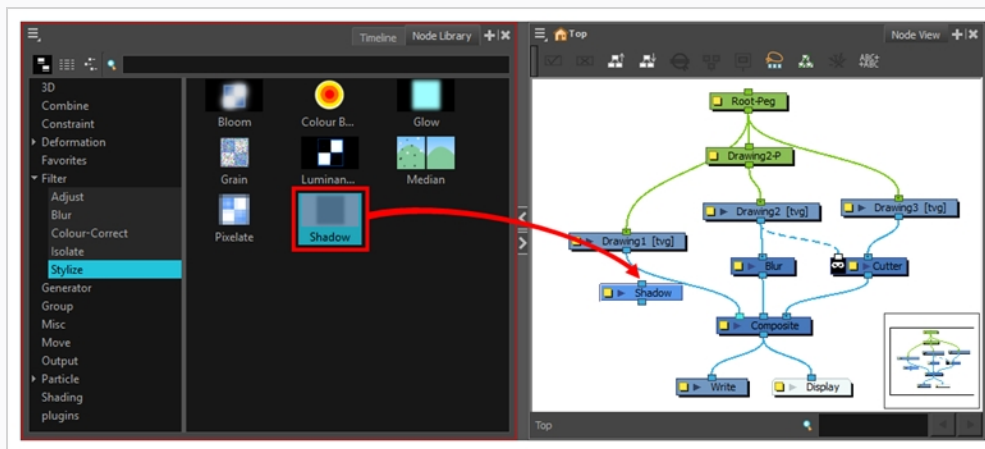 Timeline
Node Library
3D
Combine
Constraint
Deformation
Favorites
Filter
Adjust
Blur
Colour-Correct
Isolate
Stylize
Generator
Group
Misc
Move
Output
Particle
Shading
plugins
Bloom
Colour B...
Glow
Grain
Luminan...
Median
Pixelate
Shadow
Top
Node View
ABC
ABC
Root-Peg
Drawing2-P
Drawing2 [tvg]
Drawing3 [tvg]
Drawing1 [tvg]
Blur
Cutter
Shadow
Composite
Write
Display
Top